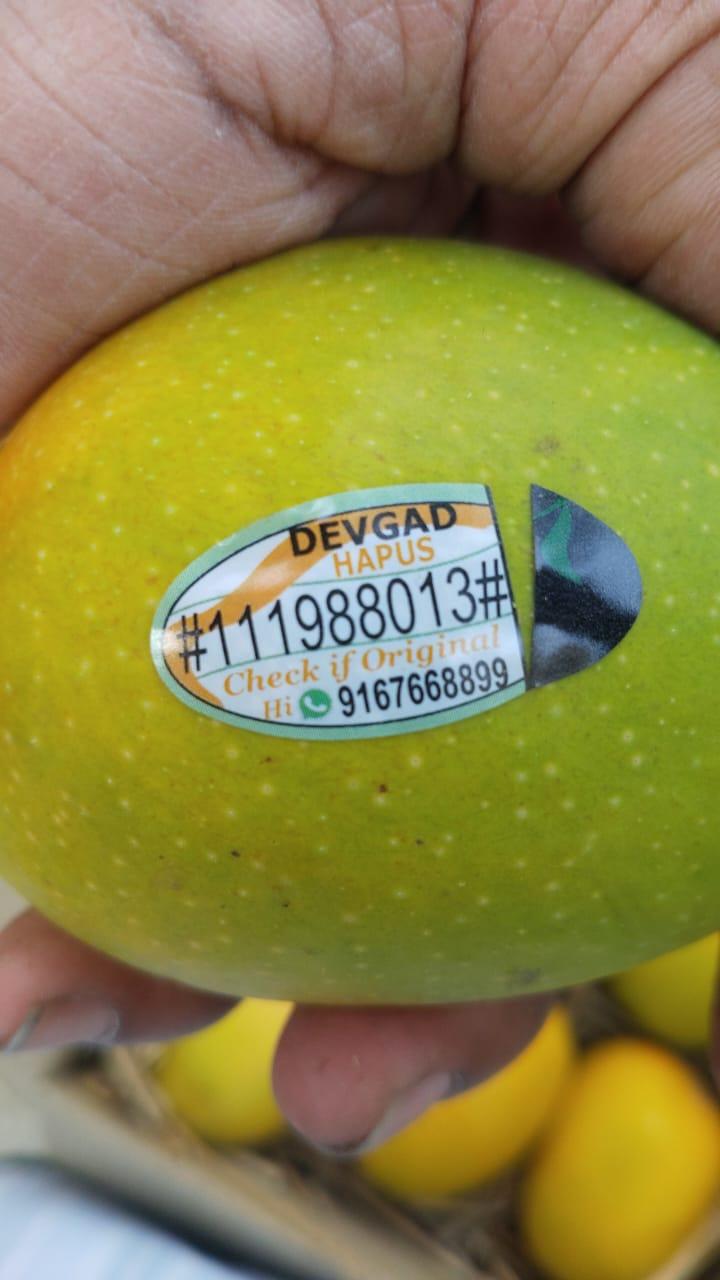 DEVGAD
HAPUS
#111988013#
Check if Original
Hi 9167668899